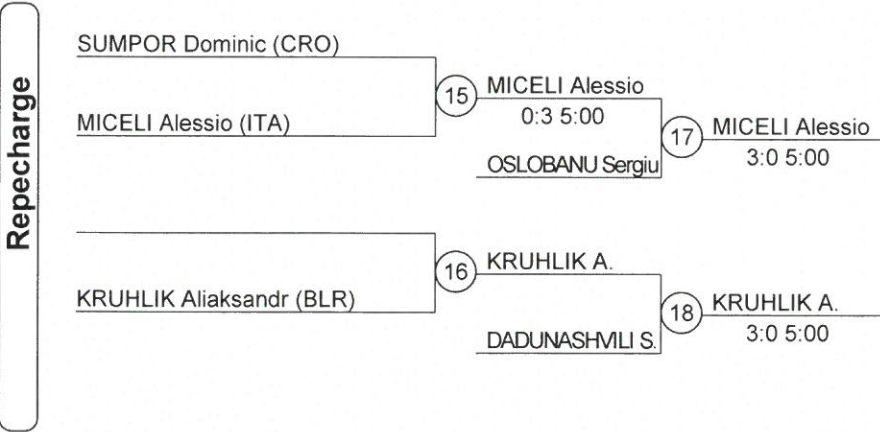 Repecharge
SUMPOR Dominic (CRO)
MICELI Alessio (ITA)
15
MICELI Alessio
0:3 5:00
OSLOBANU Sergiu
17
MICELI Alessio
3:0 5:00
KRUHLIK Aliaksandr (BLR)
16
KRUHLIK A.
DADUNASHVILI S.
18
KRUHLIK A.
3:0 5:00